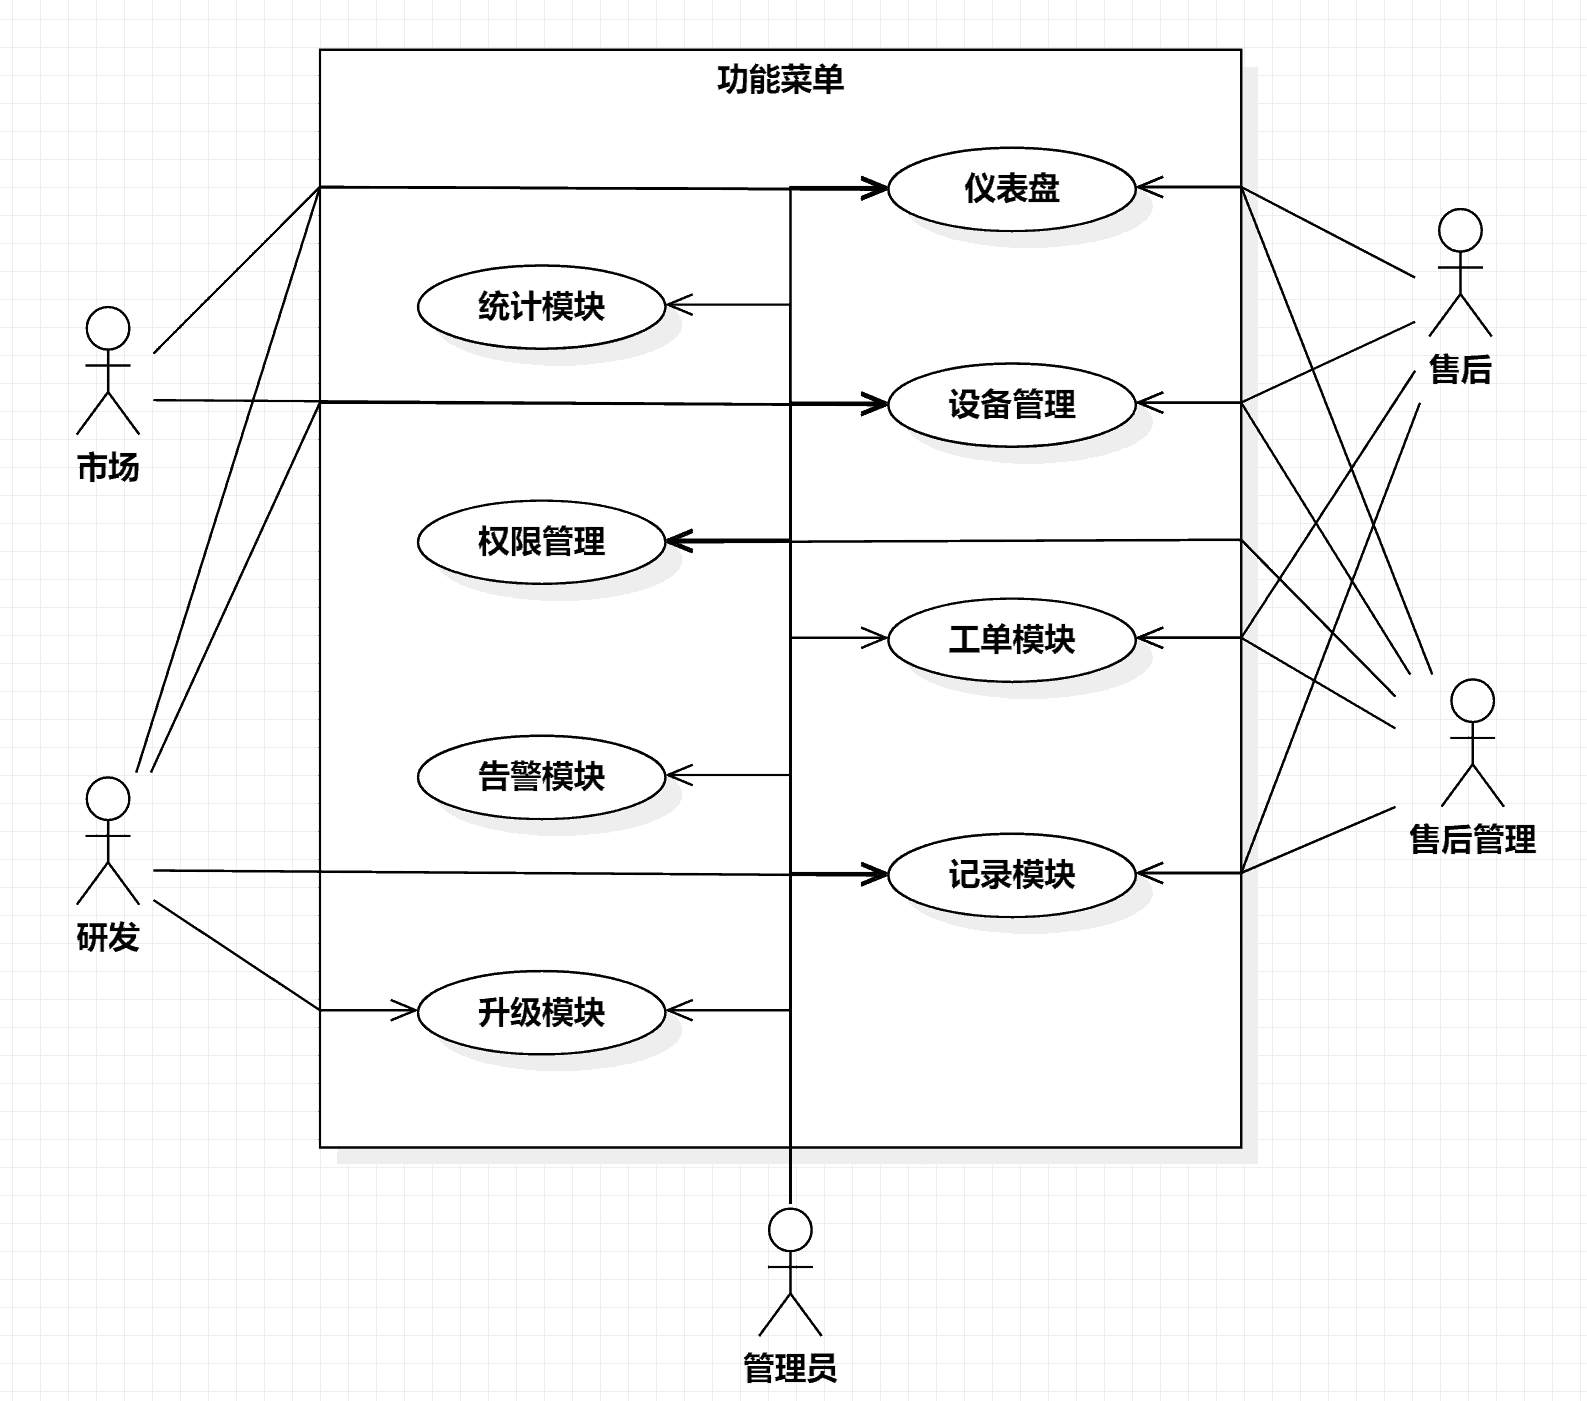 功能菜单
仪表盘
统计模块
设备管理
售后
市场
权限管理
工单模块
告警模块
售后管理
记录模块
研发
升级模块
管理员